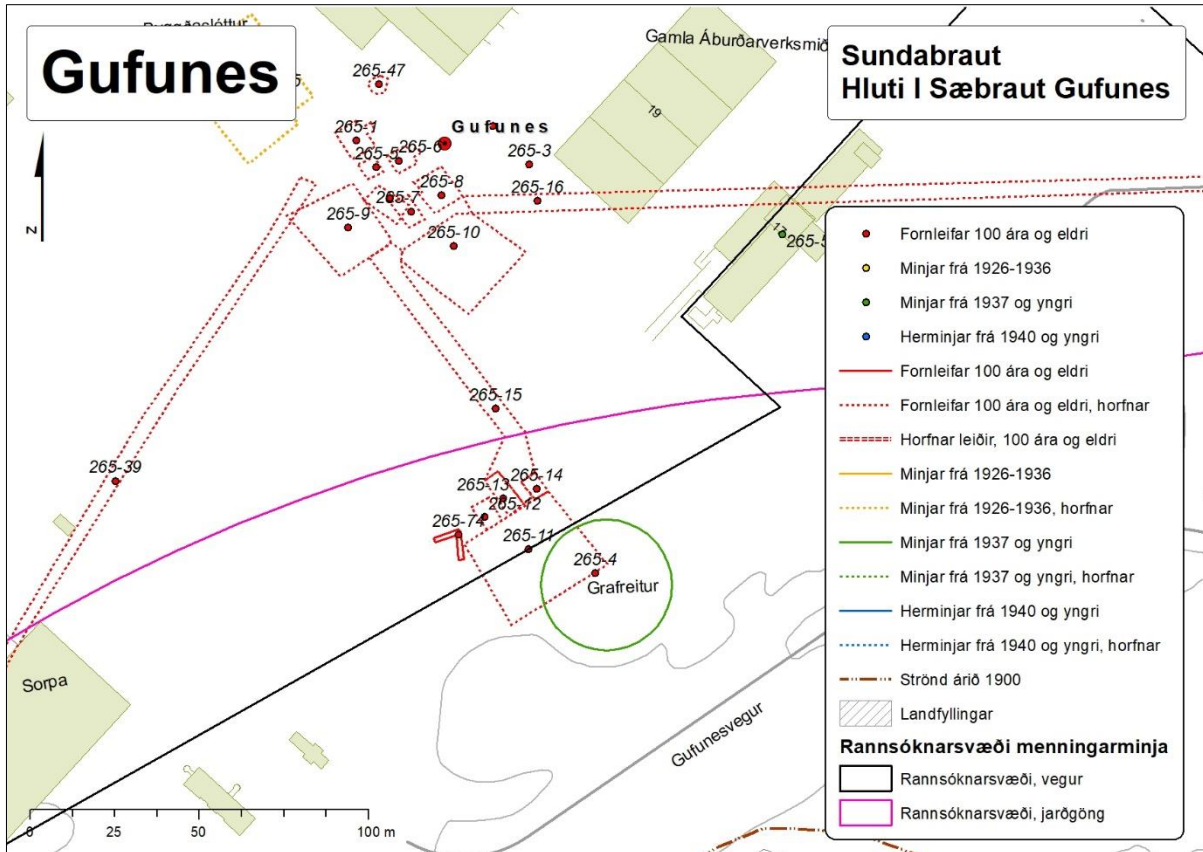 Gufunes
Sundabraut
Hluti I Sæbraut Gufunes
Gamla Áburðarverksmið
265-47
265-1
265-5
265-6
Gufunes
265-3
19
265-7
265-8
265-16
265-9
265-10
17
265-5
265-15
265-39
265-14
265-13
265-12
265-74
265-11
265-4
Grafreitur
Sorpa
Gufunesvegur
z
0 25 50 100 m
Fornleifar 100 ára og eldri
Minjar frá 1926-1936
Minjar frá 1937 og yngri
Herminjar frá 1940 og yngri
Fornleifar 100 ára og eldri
Fornleifar 100 ára og eldri, horfnar
Horfnar leiðir, 100 ára og eldri
Minjar frá 1926-1936
Minjar frá 1926-1936, horfnar
Minjar frá 1937 og yngri
Minjar frá 1937 og yngri, horfnar
Herminjar frá 1940 og yngri
Herminjar frá 1940 og yngri, horfnar
Strönd árið 1900
Landfyllingar
Rannsóknarsvæði menningarminja
Rannsóknarsvæði, vegur
Rannsóknarsvæði, jarðgöng